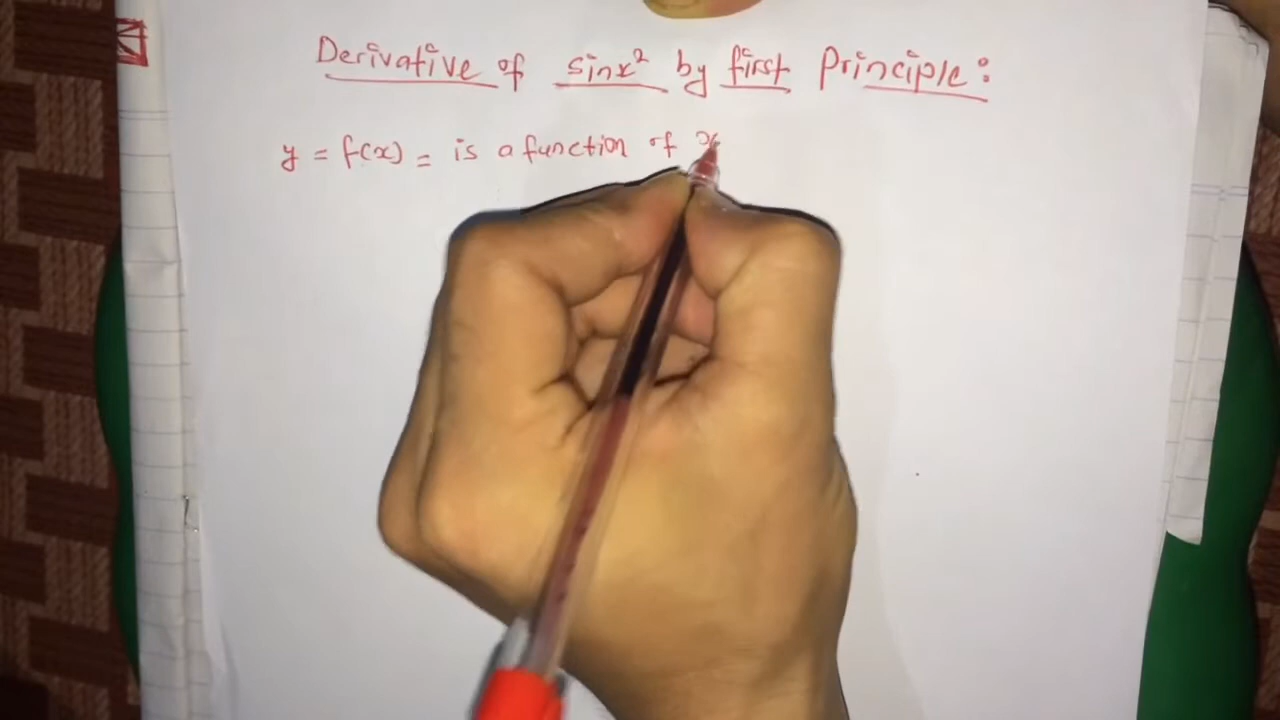 Derivative of sinx² by first Principle:
y = f(x) = is a function of x